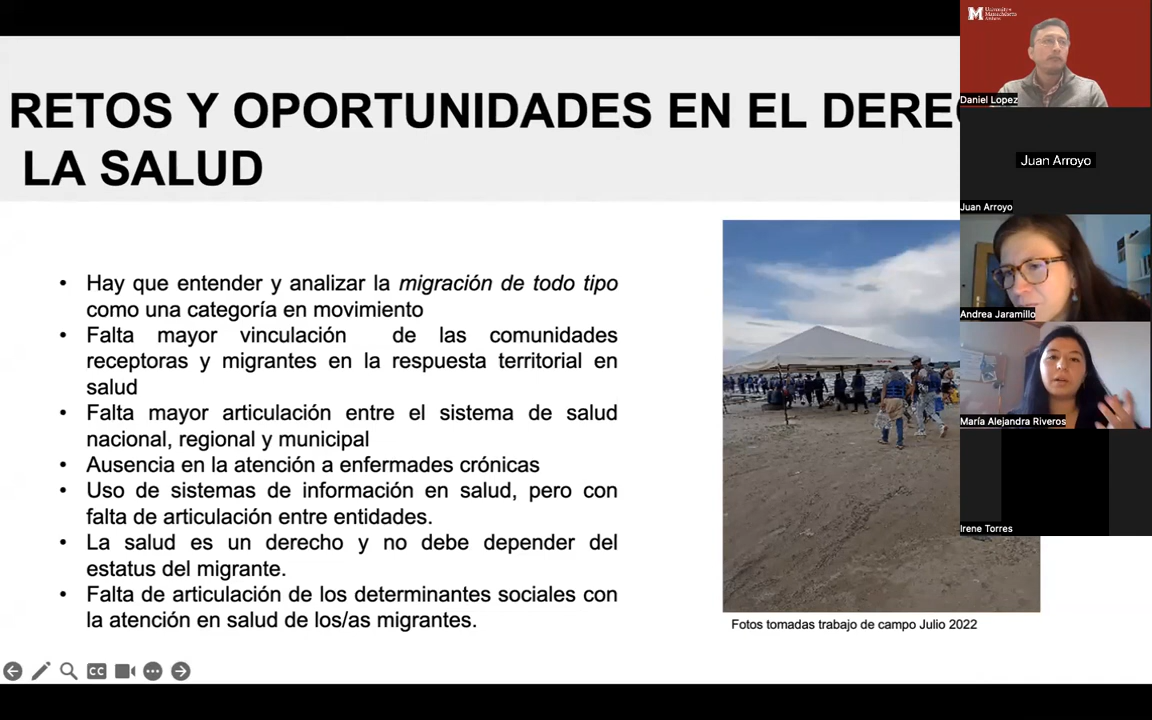 RETOS Y OPORTUNIDADES EN EL DERE
LA SALUD
• Hay que entender y analizar la migración de todo tipo
como una categoría en movimiento
• Falta mayor vinculación de las comunidades
receptoras y migrantes en la respuesta territorial en
salud
• Falta mayor articulación entre el sistema de salud
nacional, regional y municipal
• Ausencia en la atención a enfermades crónicas
• Uso de sistemas de información en salud, pero con
falta de articulación entre entidades.
• La salud es un derecho y no debe depender del
estatus del migrante.
• Falta de articulación de los determinantes sociales con
la atención en salud de los/as migrantes.
Fotos tomadas trabajo de campo Julio 2022
CC
M
Daniel Lopez
Juan Arroyo
Juan Arroyo
Andrea Jaramillo
María Alejandra Riveros
Irene Torres